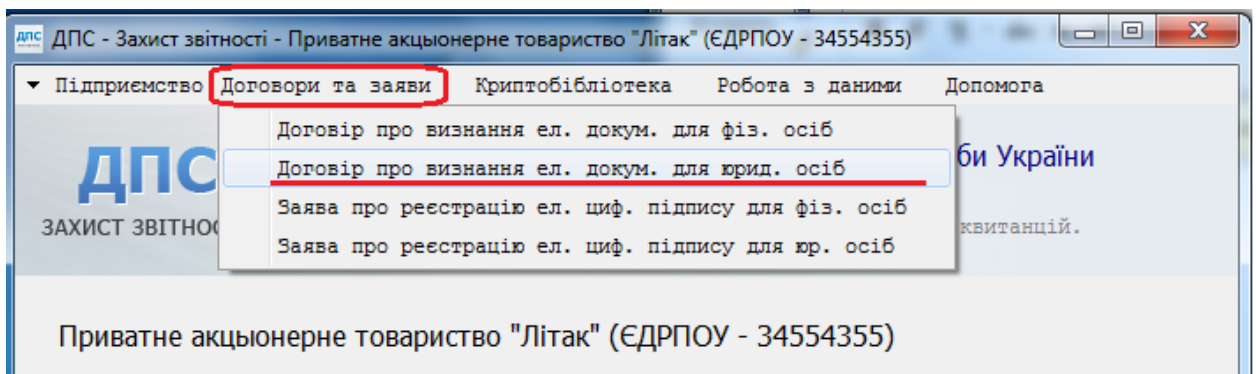 ДПС ДПС - Захист звітності - Приватне акцыонерне товариство "Літак" (ЄДРПОУ - 34554355)
Підприємство Договори та заяви Криптобібліотека Робота з даними Допомога
Договір про визнання ел. докум. для фіз. осіб
ДПС Договір про визнання ел. докум. для юрид. осіб би України
Заява про реєстрацію ел. циф. підпису для фіз. осіб
ЗАХИСТ ЗВІТНО квитанцій.
Заява про реєстрацію ел. циф. підпису для юр. осіб
Приватне акцыонерне товариство "Літак" (ЄДРПОУ - 34554355)